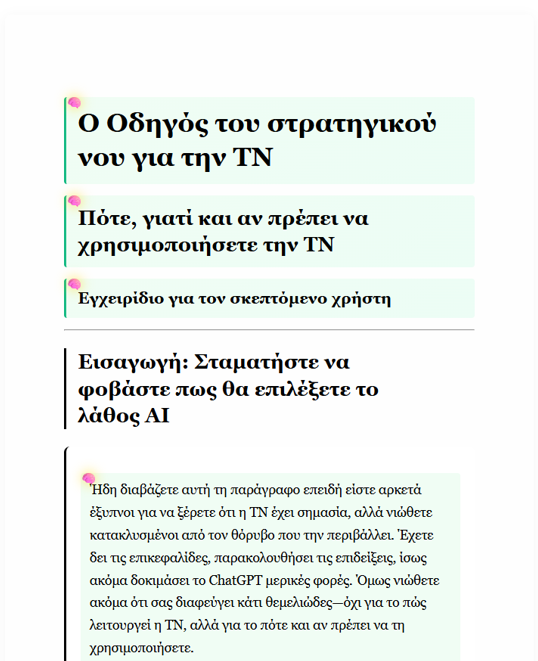 Ο Οδηγός του στρατηγικού
νου για την ΤΝ
Πότε, γιατί και αν πρέπει να
χρησιμοποιήσετε την ΤΝ
Εγχειρίδιο για τον σκεπτόμενο χρήστη
Εισαγωγή: Σταματήστε να
φοβάστε πως θα επιλέξετε το
λάθος AI
Ήδη διαβάζετε αυτή τη παράγραφο επειδή είστε αρκετά
έξυπνοι για να ξέρετε ότι η ΤΝ έχει σημασία, αλλά νιώθετε
κατακλυσμένοι από τον θόρυβο που την περιβάλλει. Έχετε
δει τις επικεφαλίδες, παρακολουθήσει τις επιδείξεις, ίσως
ακόμα δοκιμάσει το ChatGPT μερικές φορές. Όμως νιώθετε
ακόμα ότι σας διαφεύγει κάτι θεμελιώδες—όχι για το πώς
λειτουργεί η ΤΝ, αλλά για το πότε και αν πρέπει να τη
χρησιμοποιήσετε.